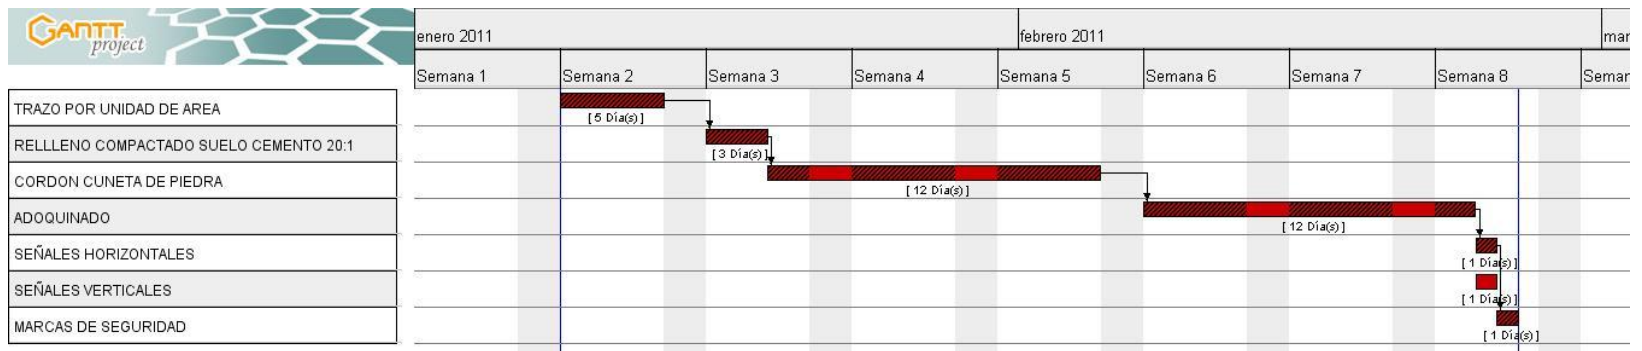 GANTT
project
enero 2011
febrero 2011
mar
Semana 1
Semana 2
Semana 3
Semana 4
Semana 5
Semana 6
Semana 7
Semana 8
Seman
TRAZO POR UNIDAD DE AREA
[ 5 Día(s) ]
RELLLENO COMPACTADO SUELO CEMENTO 20:1
[ 3 Día(s) ]
CORDON CUNETA DE PIEDRA
[ 12 Día(s) ]
ADOQUINADO
[ 12 Día(s) ]
SEÑALES HORIZONTALES
[ 1 Día(s) ]
SEÑALES VERTICALES
[ 1 Día(s) ]
MARCAS DE SEGURIDAD
[ 1 Día(s) ]